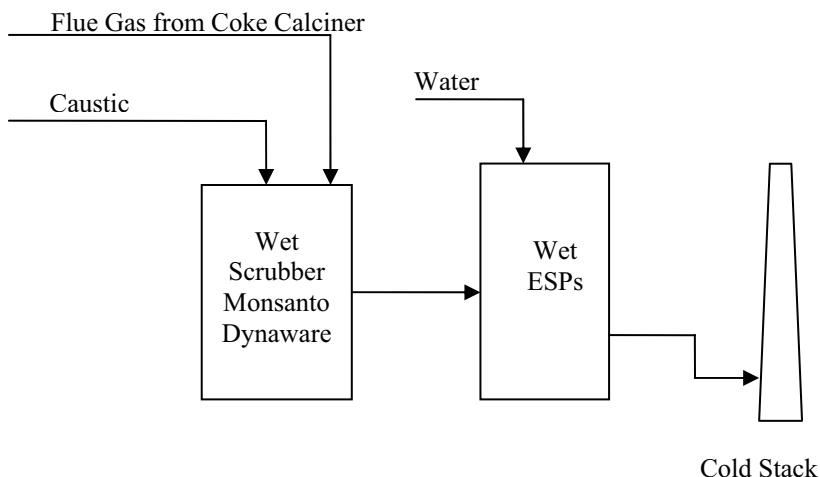 Flue Gas from Coke Calciner
Caustic
Water
Wet
Scrubber
Monsanto
Dynaware
Wet
ESPs
Cold Stack